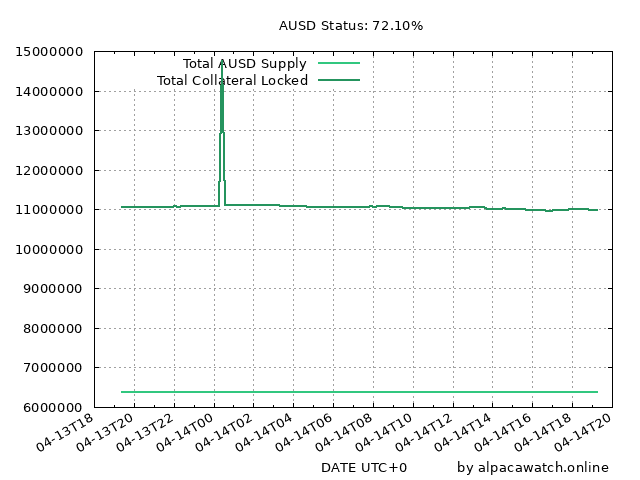 AUSD Status: 72.10%
15000000
14000000
13000000
12000000
11000000
10000000
9000000
8000000
7000000
6000000
Total AUSD Supply
Total Collateral Locked
04-13T18
04-13T20
04-13T22
04-14T00
04-14T02
04-14T04
04-14T06
04-14T08
04-14T10
04-14T12
04-14T14
04-14T16
04-14T18
04-14T20
DATE UTC+0
by alpacawatch.online